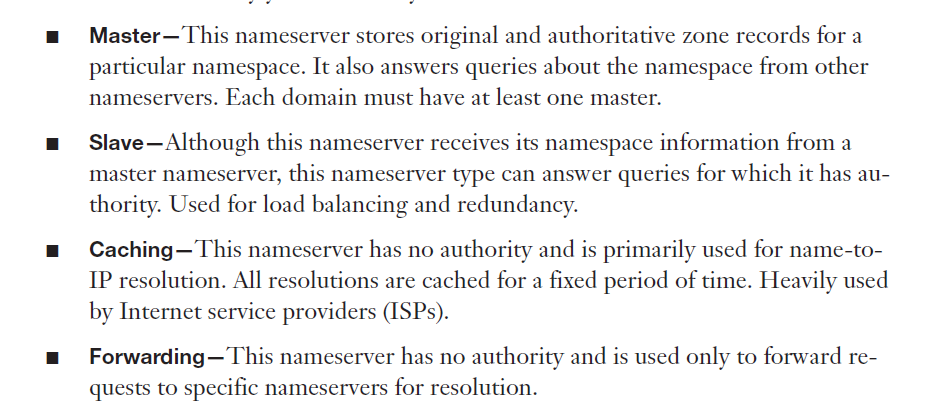 ■ Master—This nameserver stores original and authoritative zone records for a
particular namespace. It also answers queries about the namespace from other
nameservers. Each domain must have at least one master.
■ Slave—Although this nameserver receives its namespace information from a
master nameserver, this nameserver type can answer queries for which it has au-
thority. Used for load balancing and redundancy.
■ Caching—This nameserver has no authority and is primarily used for name-to-
IP resolution. All resolutions are cached for a fixed period of time. Heavily used
by Internet service providers (ISPs).
■ Forwarding—This nameserver has no authority and is used only to forward re-
quests to specific nameservers for resolution.